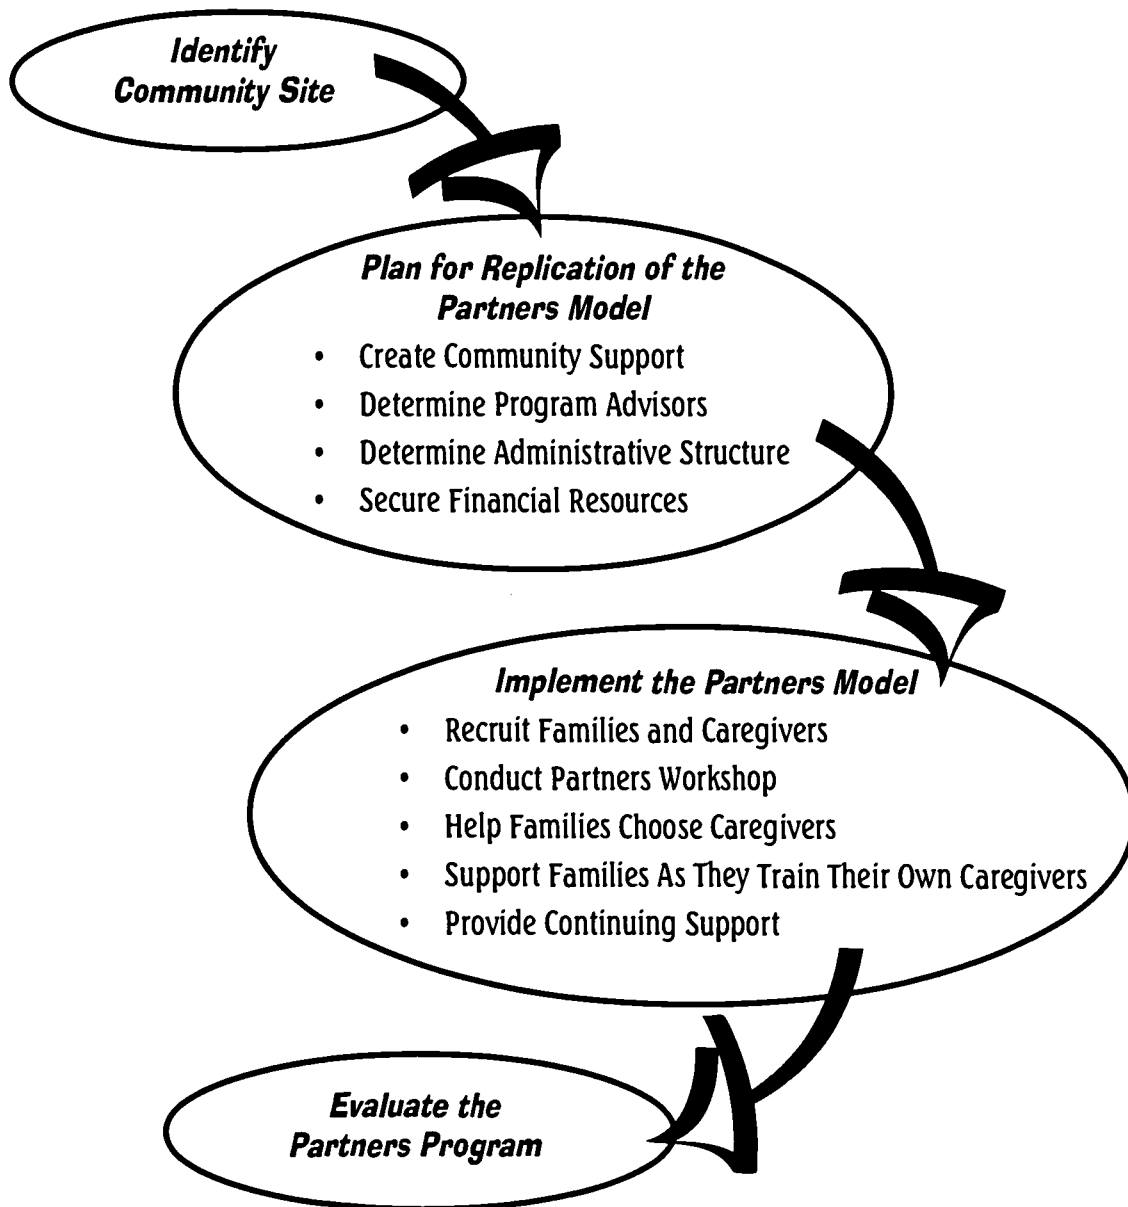 Identify
Community Site
Plan for Replication of the
Partners Model
• Create Community Support
• Determine Program Advisors
• Determine Administrative Structure
• Secure Financial Resources
Implement the Partners Model
• Recruit Families and Caregivers
• Conduct Partners Workshop
• Help Families Choose Caregivers
• Support Families As They Train Their Own Caregivers
• Provide Continuing Support
Evaluate the
Partners Program